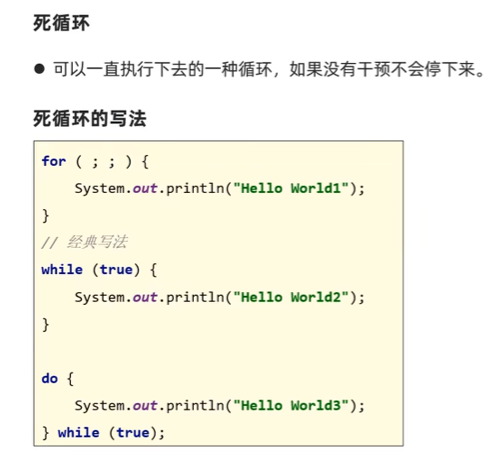 死循环
● 可以一直执行下去的一种循环，如果没有干预不会停下来。
死循环的写法
for ( ; ; ) {
    System.out.println("Hello World1");
}
// 经典写法
while (true) {
    System.out.println("Hello World2");
}

do {
    System.out.println("Hello World3");
} while (true);